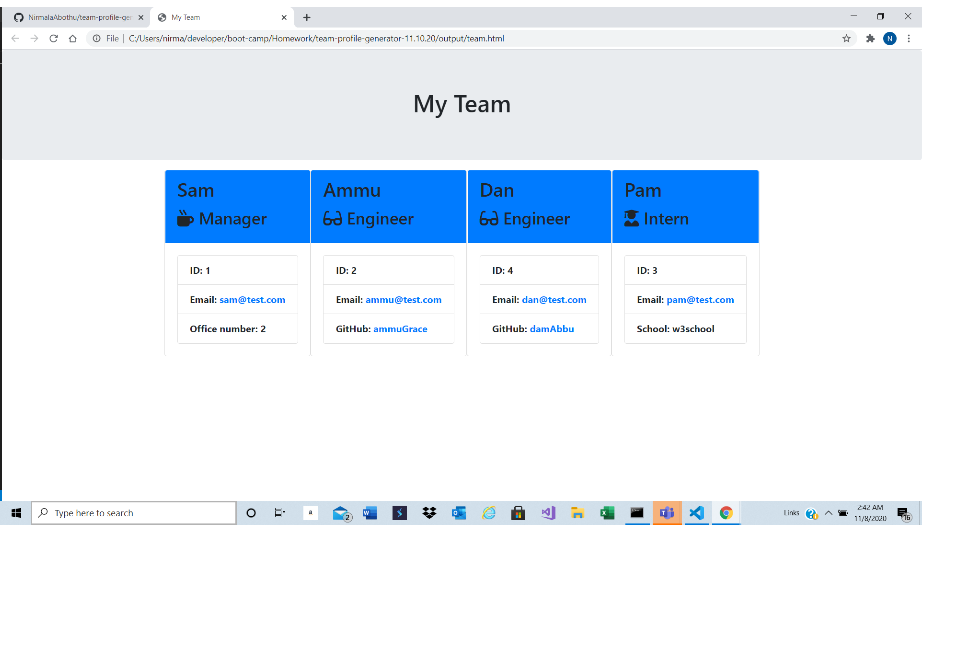 NirmalaAbothu/team-profile-ge
My Team
File | C:/Users/nirma/developer/boot-camp/Homework/team-profile-generator-11.10.20/output/team.html
N
My Team
Sam
Manager
Ammu
Engineer
Dan
Engineer
Pam
Intern
ID: 1
Email: sam@test.com
Office number: 2
ID: 2
Email: ammu@test.com
GitHub: ammuGrace
ID: 4
Email: dan@test.com
GitHub: damAbbu
ID: 3
Email: pam@test.com
School: w3school
Type here to search
a
2
Links
2:42 AM
11/8/2020
16